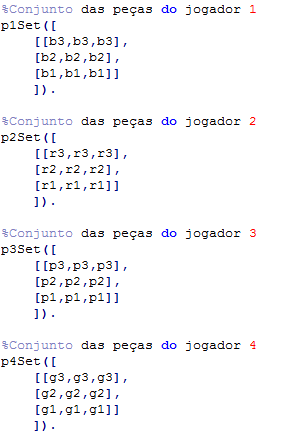 %Conjunto das peças do jogador 1
p1Set([
[[b3,b3,b3],
[b2,b2,b2],
[b1,b1,b1]]
]).
%Conjunto das peças do jogador 2
p2Set([
[[r3,r3,r3],
[r2,r2,r2],
[r1,r1,r1]]
]).
%Conjunto das peças do jogador 3
p3Set([
[[p3,p3,p3],
[p2,p2,p2],
[p1,p1,p1]]
]).
%Conjunto das peças do jogador 4
p4Set([
[[g3,g3,g3],
[g2,g2,g2],
[g1,g1,g1]]
]).